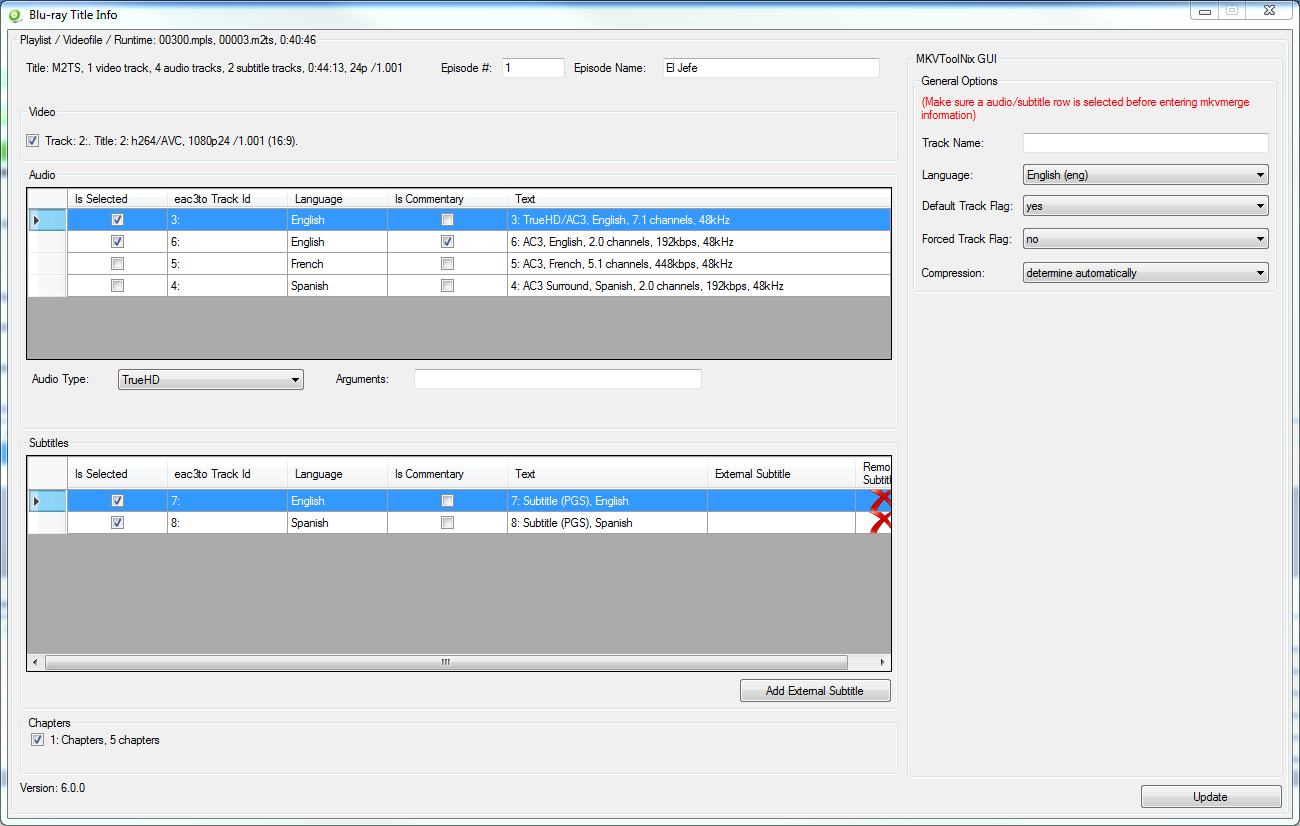 Blu-ray Title Info
Playlist / Videofile / Runtime: 00300.mpls, 00003.m2ts, 0:40:46
Title: M2TS, 1 video track, 4 audio tracks, 2 subtitle tracks, 0:44:13, 24p /1.001
Episode #: 1 Episode Name: El Jefe
Video
Track: 2:. Title: 2: h264/AVC, 1080p24 /1.001 (16:9).
Audio
Is Selected eac3to Track Id Language Is Commentary Text
3: English 3: TrueHD/AC3, English, 7.1 channels, 48kHz
6: English 6: AC3, English, 2.0 channels, 192kbps, 48kHz
5: French 5: AC3, French, 5.1 channels, 448kbps, 48kHz
4: Spanish 4: AC3 Surround, Spanish, 2.0 channels, 192kbps, 48kHz
Audio Type: TrueHD Arguments:
Subtitles
Is Selected eac3to Track Id Language Is Commentary Text External Subtitle Remo
Subtitl
7: English 7: Subtitle (PGS), English
8: Spanish 8: Subtitle (PGS), Spanish
Add External Subtitle
Chapters
1: Chapters, 5 chapters
Version: 6.0.0
MKVToolNix GUI
General Options
(Make sure a audio/subtitle row is selected before entering mkvmerge
information)
Track Name:
Language: English (eng)
Default Track Flag: yes
Forced Track Flag: no
Compression: determine automatically
Update